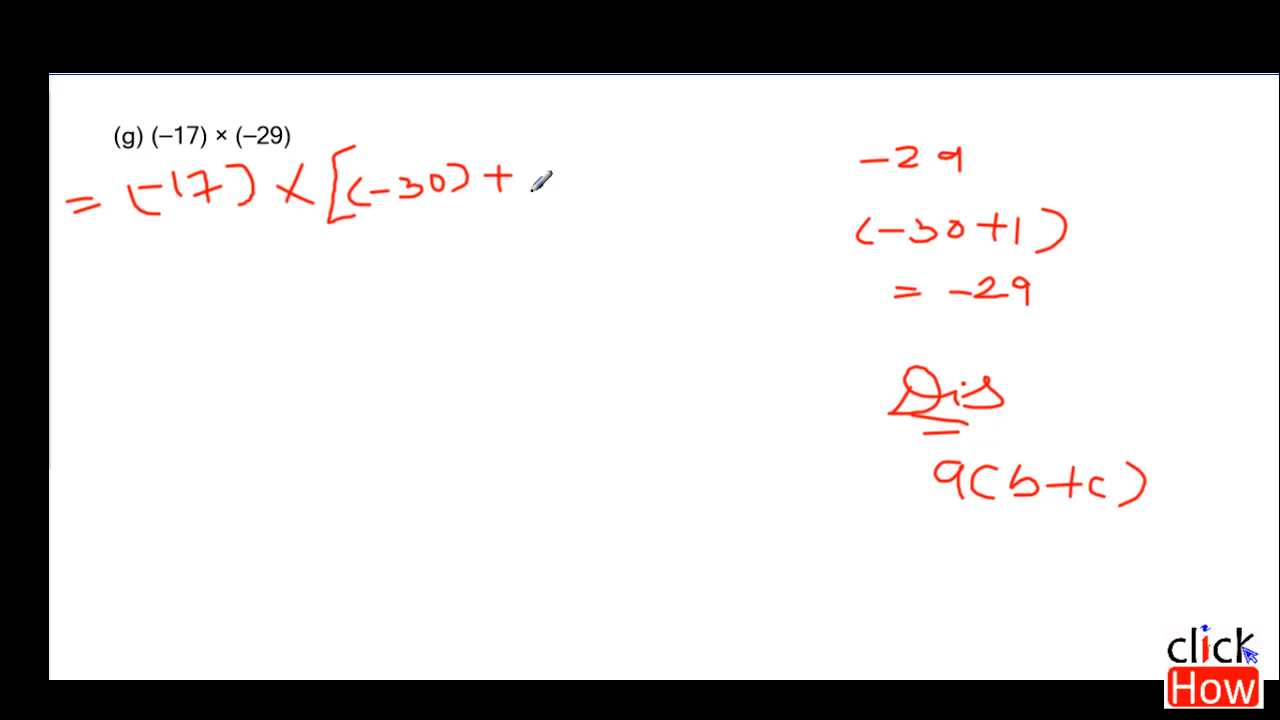 (g) (–17) × (–29)
= (-17) × [(-30) +
-29
(-30+1)
= -29
Dis
a(b+c)
click
How